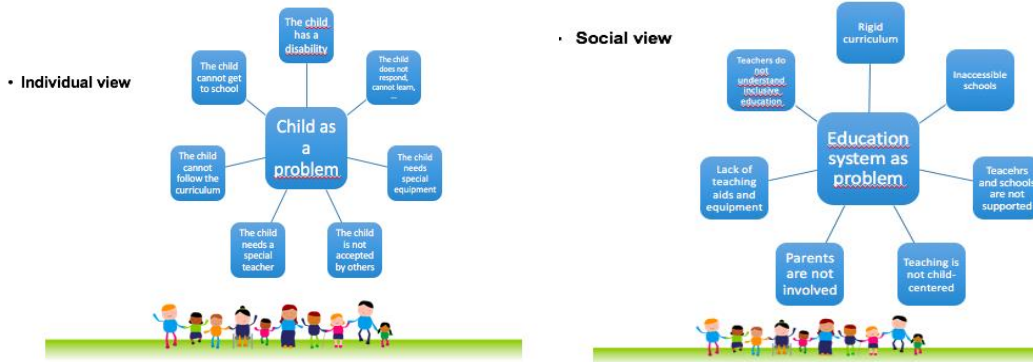 • Individual view
The child
has a
disability
The child
does not
respond,
cannot learn,
...
The child
needs
special
equipment
The child
is not
accepted
by others
The child
needs a
special
teacher
The child
cannot
follow the
curriculum
The child
cannot get
to school
Child as
a
problem
· Social view
Rigid
curriculum
Inaccessible
schools
Teacehrs
and schools
are not
supported
Teaching is
not child-
centered
Parents
are not
involved
Lack of
teaching
aids and
equipment
Teachers do
not
understand
inclusive
education
Education
system as
problem